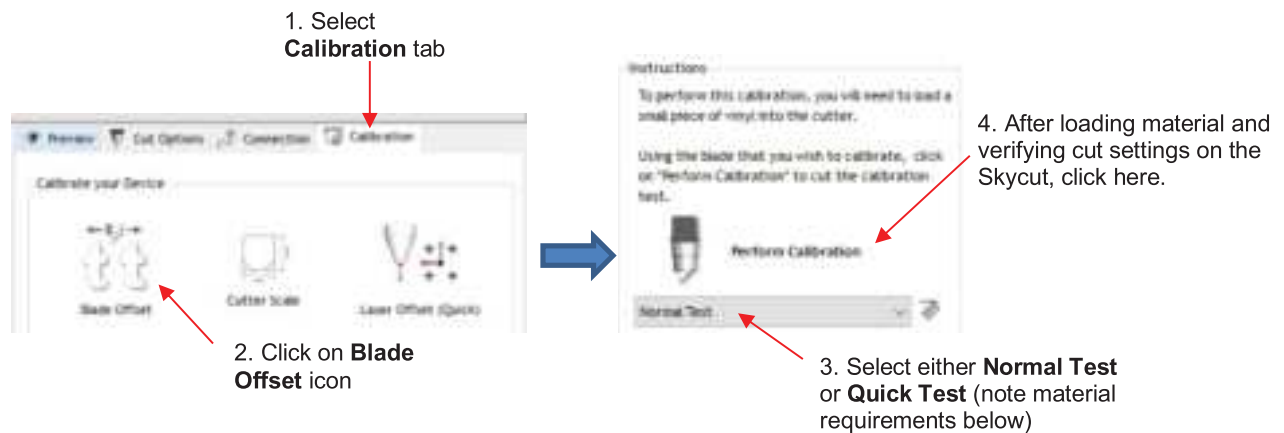 1. Select
Calibration tab
Preview Cut Options Connection Calibration
Calibrate your Device
Blade Offset Cutter Scale Laser Offset (Quick)
2. Click on Blade
Offset icon
Instructions
To perform this calibration, you will need to load a
small piece of vinyl into the cutter.
Using the blade that you wish to calibrate, click
on "Perform Calibration" to cut the calibration
test.
Perform Calibration
Normal Test
4. After loading material and
verifying cut settings on the
Skycut, click here.
3. Select either Normal Test
or Quick Test (note material
requirements below)